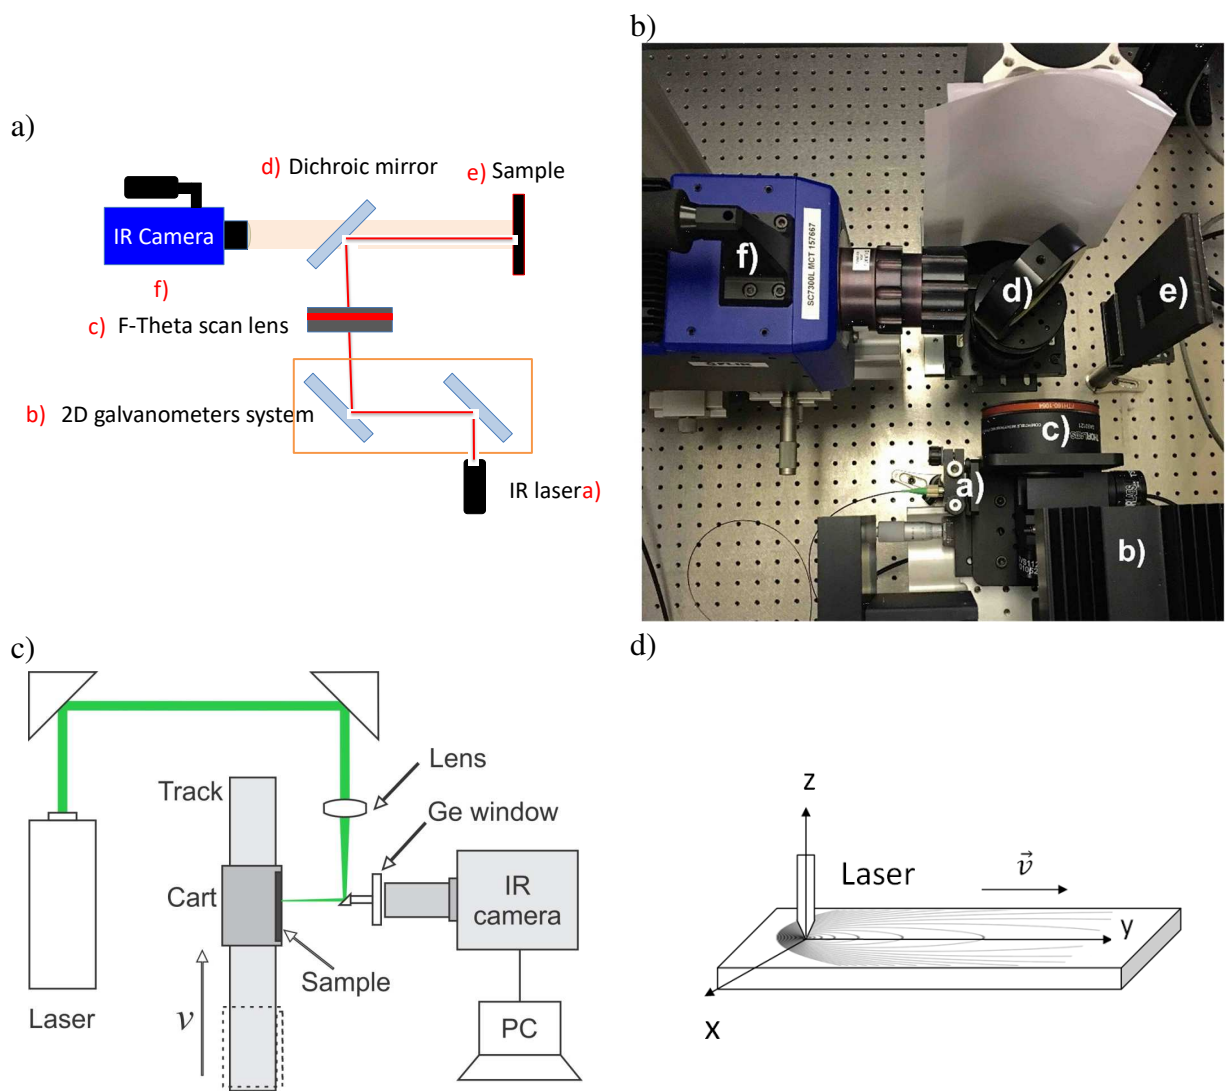 a)
d) Dichroic mirror
e) Sample
IR Camera
f)
c) F-Theta scan lens
b) 2D galvanometers system
IR laser a)
b)
SC7300L MCT 157667
f)
d)
e)
c)
a)
b)
c)
Lens
Track
Ge window
Cart
IR
camera
Sample
v
Laser
PC
d)
z
Laser
v
y
x